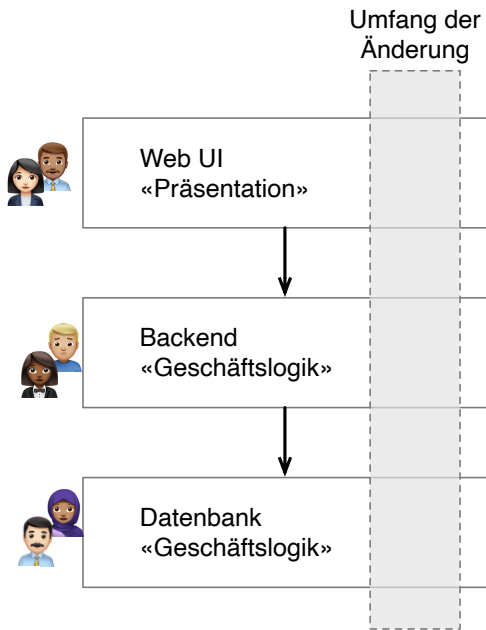 Umfang der
Änderung
Web UI
«Präsentation»
Backend
«Geschäftslogik»
Datenbank
«Geschäftslogik»